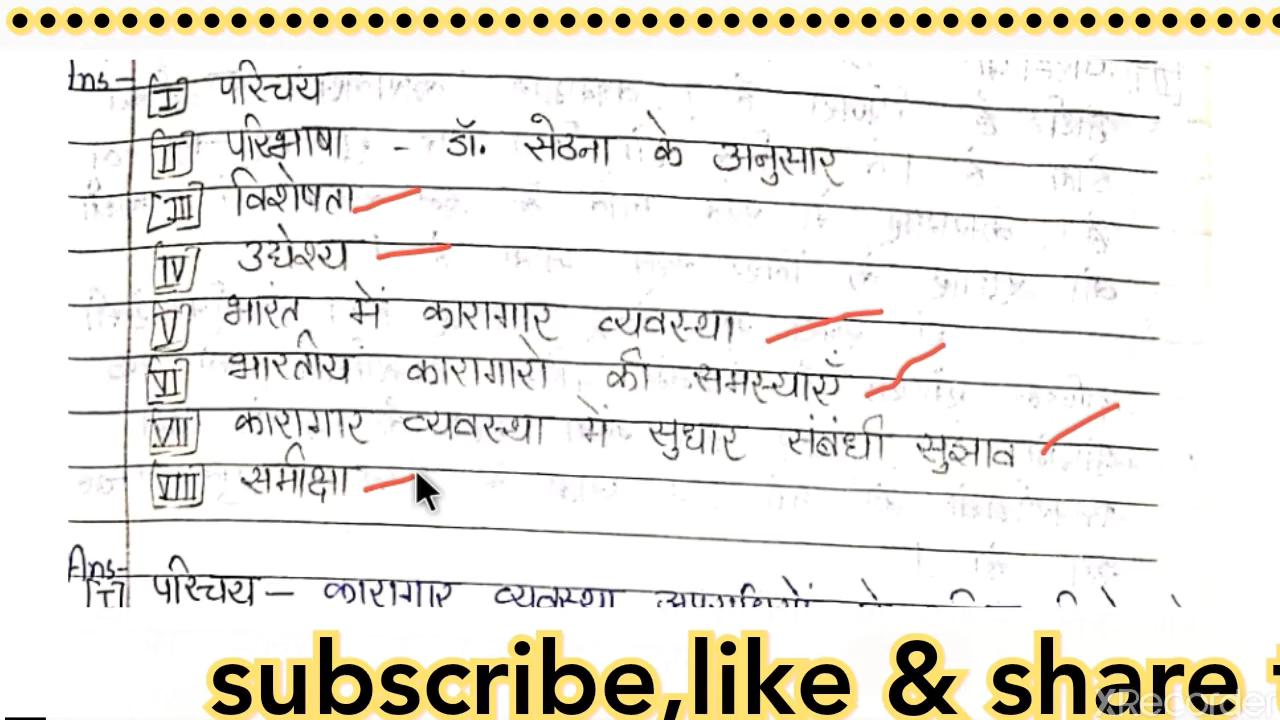 Ans-
[I] परिचय
[II] परिभाषा - डॉ. सेठना के अनुसार
[III] विशेषता
[IV] उद्येश्य
[V] भारत में कारागार व्यवस्था
[VI] भारतीय कारागारों की समस्याएँ
[VII] कारागार व्यवस्था में सुधार संबंधी सुझाव
[VIII] समीक्षा
Ans-
[I] परिचय - कारागार व्यवस्था
subscribe,like & share
XRecorder